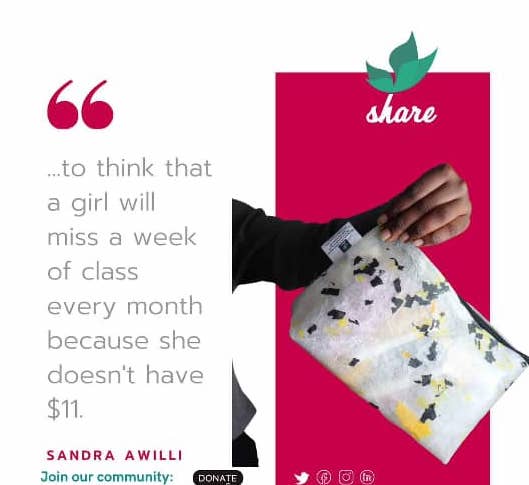 share
“
...to think that
a girl will
miss a week
of class
every month
because she
doesn't have
$11.
SANDRA AWILLI
Join our community:
DONATE